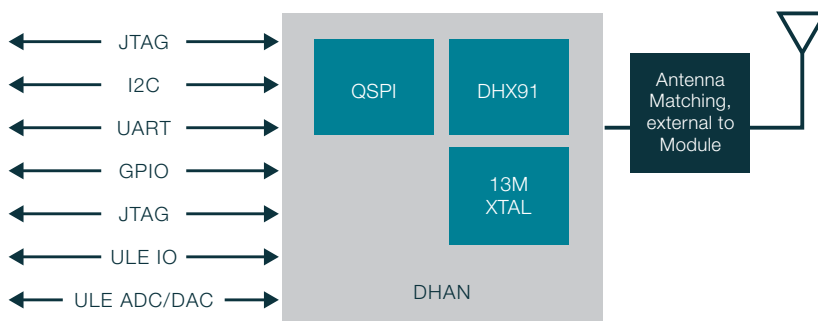 JTAG
I2C
UART
GPIO
JTAG
ULE IO
ULE ADC/DAC
QSPI
DHX91
13M
XTAL
DHAN
Antenna
Matching,
external to
Module